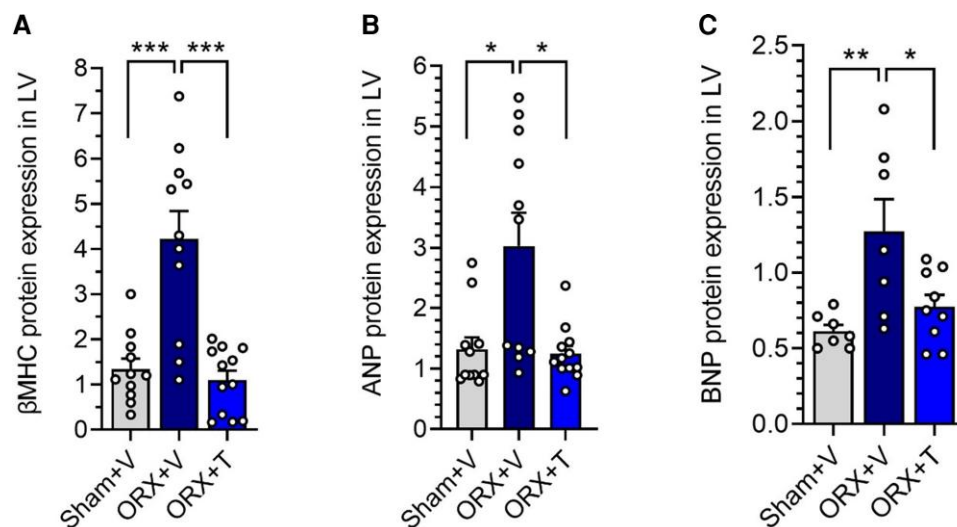 A
βMHC protein expression in LV
*** ***
8
7
6
5
4
3
2
1
0
Sham+V
ORX+V
ORX+T
B
ANP protein expression in LV
* *
6
5
4
3
2
1
0
Sham+V
ORX+V
ORX+T
C
BNP protein expression in LV
** *
2.5
2.0
1.5
1.0
0.5
0.0
Sham+V
ORX+V
ORX+T